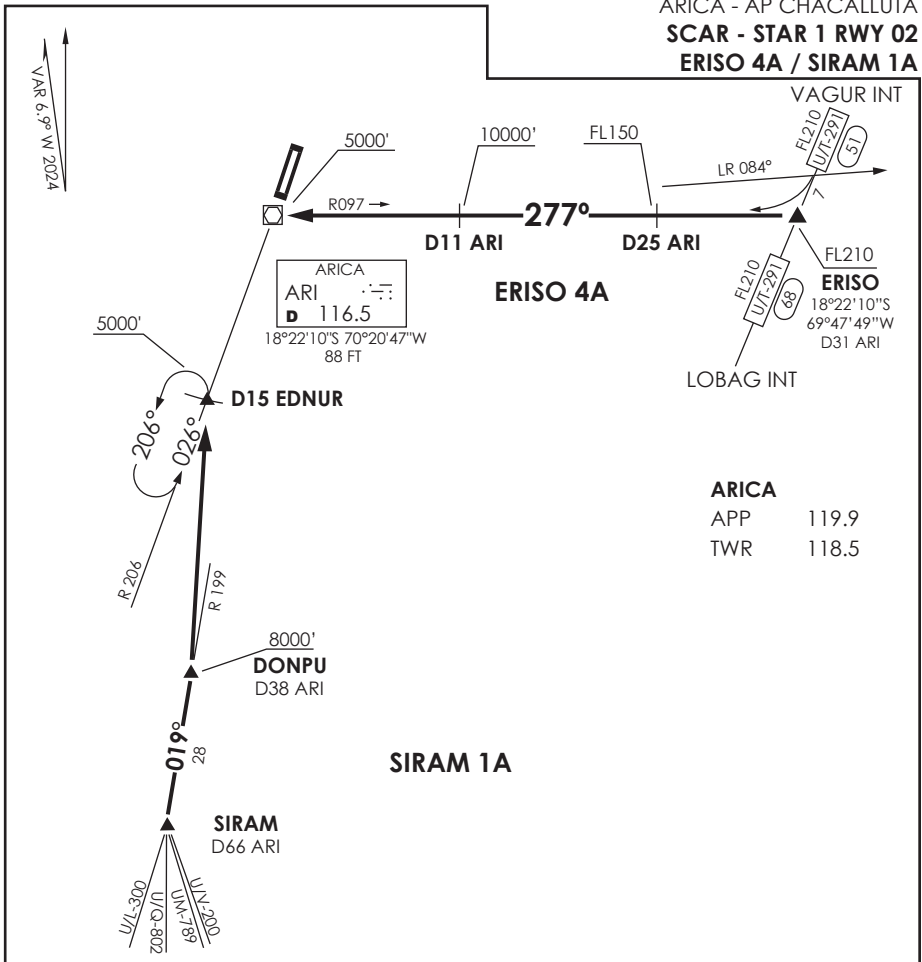 ARICA - AP CHACALLUTA
SCAR - STAR 1 RWY 02
ERISO 4A / SIRAM 1A
VAR 6.9° W 2024
VAGUR INT
FL210
U/T-291
51
5000'
10000'
FL150
LR 084°
7
R097
277°
D11 ARI
D25 ARI
FL210
ERISO
18°22'10"S
69°47'49"W
D31 ARI
ERISO 4A
FL210
U/T-291
68
LOBAG INT
ARICA
ARI
D 116.5
18°22'10"S 70°20'47"W
88 FT
5000'
D15 EDNUR
206°
026°
R 206
R 199
ARICA
APP 119.9
TWR 118.5
8000'
DONPU
D38 ARI
019°
28
SIRAM 1A
SIRAM
D66 ARI
U/L-300
U/Q-802
UM-789
U/V-200